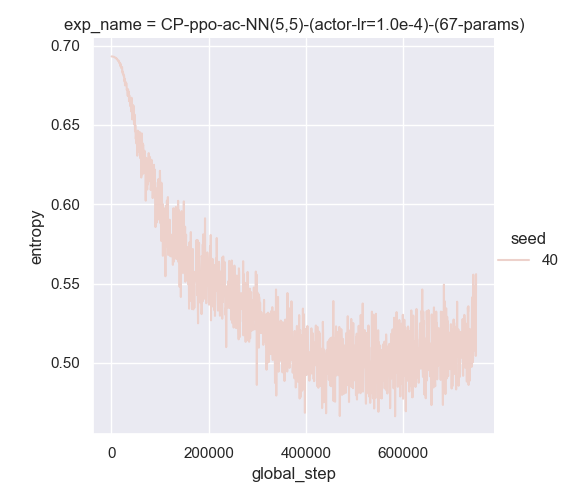 exp_name = CP-ppo-ac-NN(5,5)-(actor-lr=1.0e-4)-(67-params)
0.70
0.65
0.60
0.55
0.50
entropy
0
200000
400000
600000
global_step
seed
40